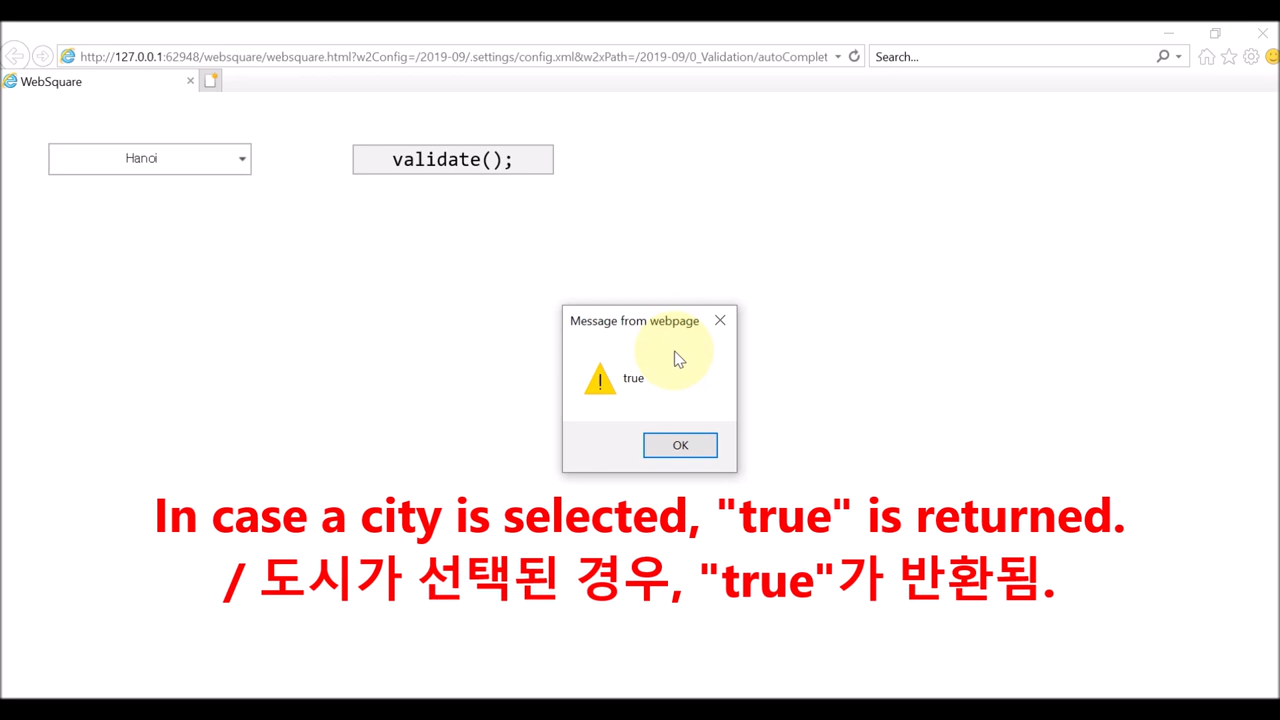 http://127.0.0.1:62948/websquare/websquare.html?w2Config=/2019-09/.settings/config.xml&w2xPath=/2019-09/0_Validation/autoComplet
Search...
WebSquare
Hanoi
validate();
Message from webpage
true
OK
In case a city is selected, "true" is returned.
/ 도시가 선택된 경우, "true"가 반환됨.